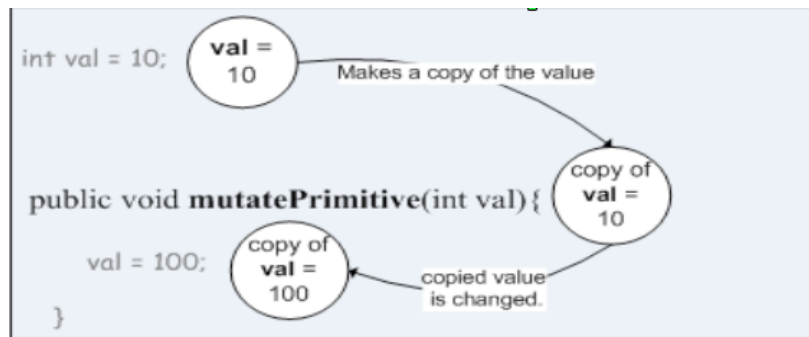 int val = 10;
val =
10
Makes a copy of the value
copy of
val =
10
public void mutatePrimitive(int val){
val = 100;
copy of
val =
100
copied value
is changed.
}